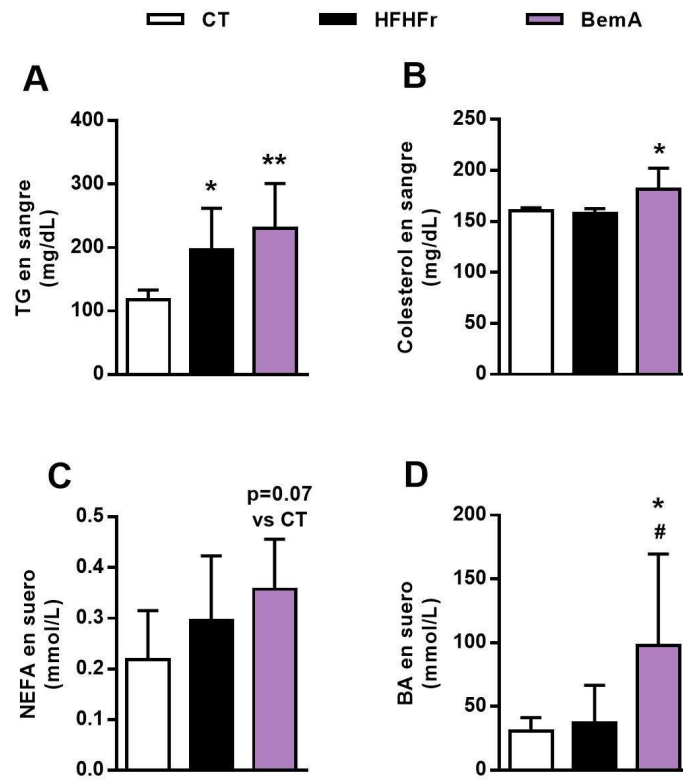 CT HFHFr BemA
A
TG en sangre
(mg/dL)
400
300
200
100
0
*
**
B
Colesterol en sangre
(mg/dL)
250
200
150
100
50
0
*
C
NEFA en suero
(mmol/L)
0.5
0.4
0.3
0.2
0.1
0.0
p=0.07
vs CT
D
BA en suero
(mmol/L)
200
150
100
50
0
*
#